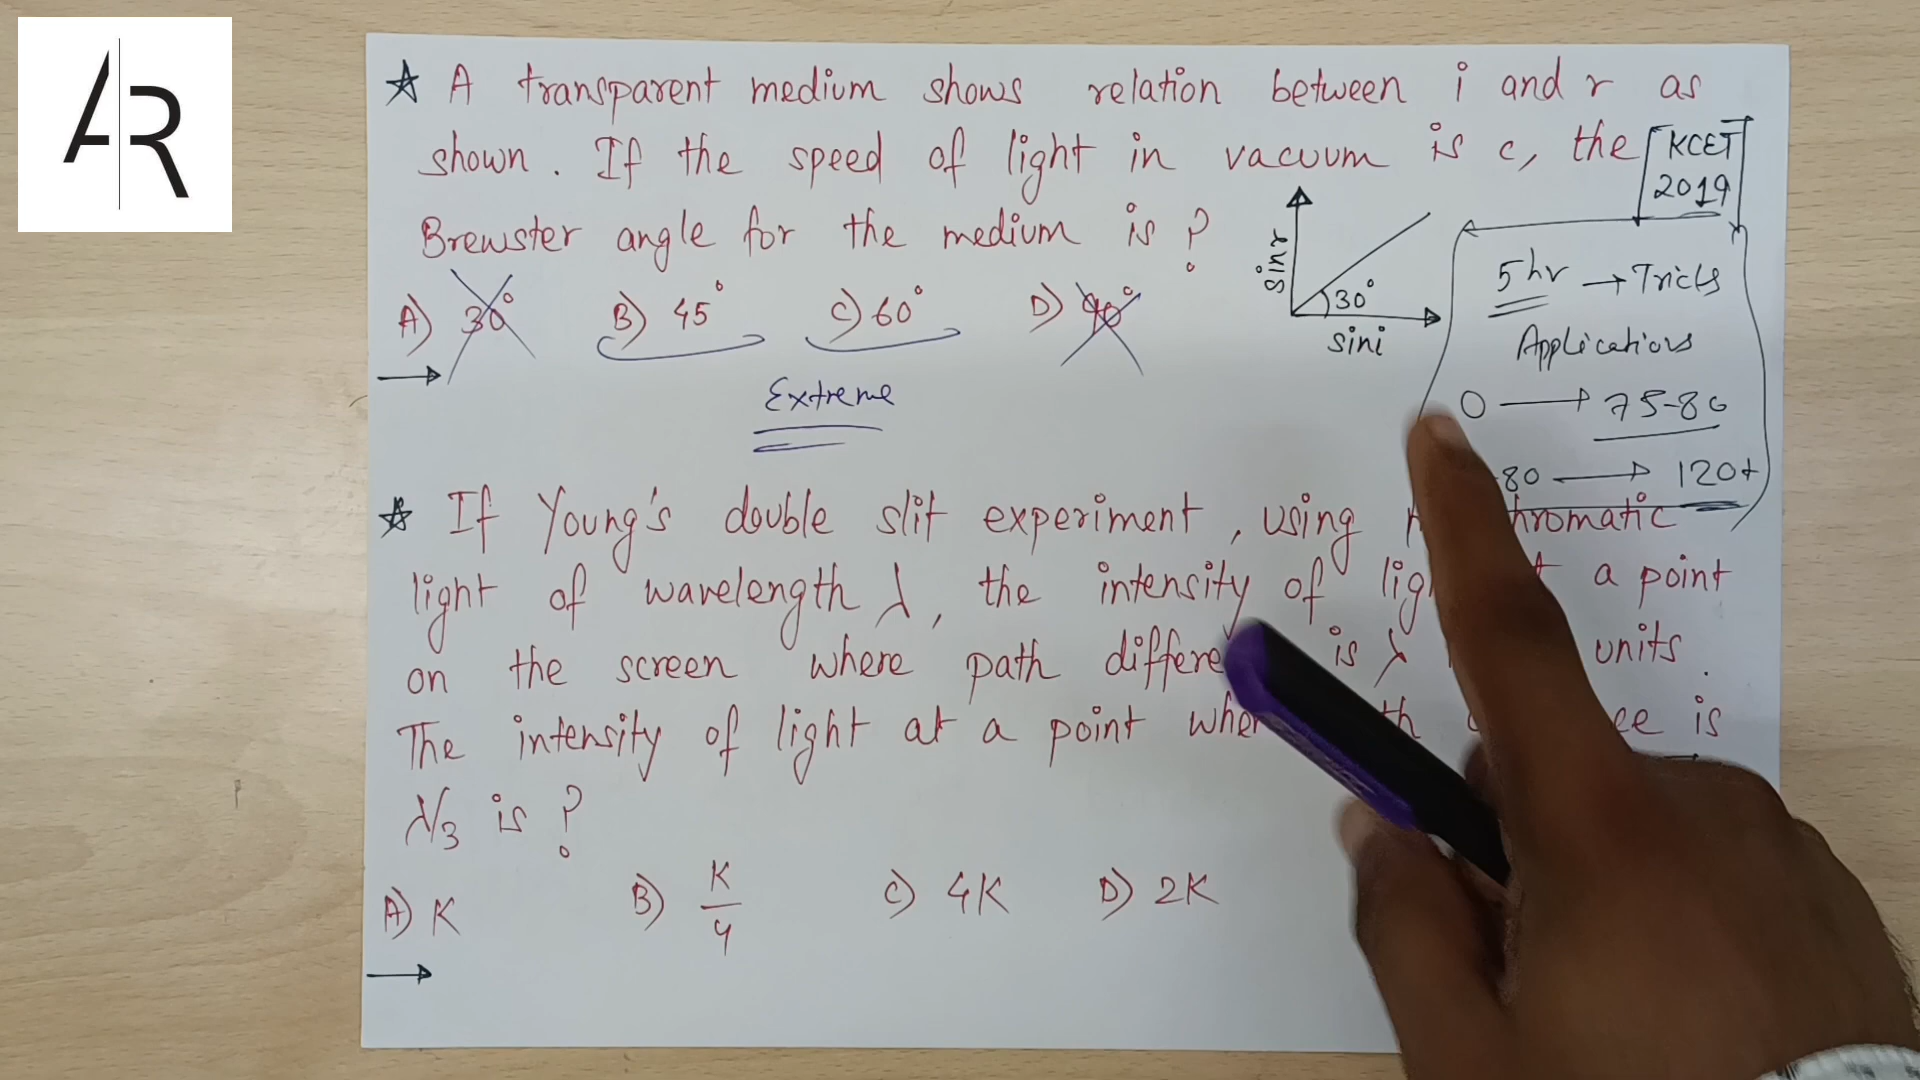 AR
☆ A transparent medium shows relation between i and r as
shown. If the speed of light in vacuum is c, the
Brewster angle for the medium is ?
A) 30° B) 45° C) 60° D) 90°
Extreme
sinr
30°
sini
KCET
2019
5 hr → Tricks
Applications
0 → 75-80
80 → 120+
☆ If Young's double slit experiment, using
light of wavelength λ, the intensity of a point
on the screen where path is λ units.
The intensity of light at a point is
λ/3 is ?
A) K B) K/4 C) 4K D) 2K